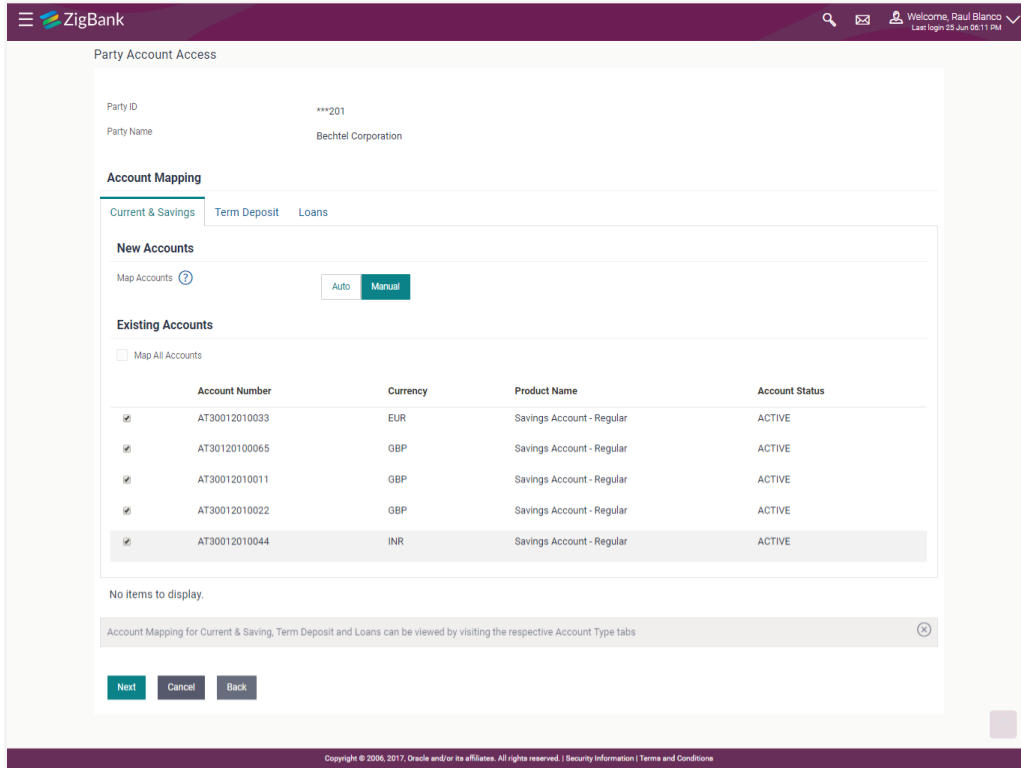 ZigBank
Welcome, Raul Blanco
Last login 25 Jun 06:11 PM
Party Account Access
Party ID ***201
Party Name Bechtel Corporation
Account Mapping
Current & Savings Term Deposit Loans
New Accounts
Map Accounts ? Auto Manual
Existing Accounts
Map All Accounts
Account Number Currency Product Name Account Status
AT30012010033 EUR Savings Account - Regular ACTIVE
AT30120100065 GBP Savings Account - Regular ACTIVE
AT30012010011 GBP Savings Account - Regular ACTIVE
AT30012010022 GBP Savings Account - Regular ACTIVE
AT30012010044 INR Savings Account - Regular ACTIVE
No items to display.
Account Mapping for Current & Saving, Term Deposit and Loans can be viewed by visiting the respective Account Type tabs
Next Cancel Back
Copyright © 2006, 2017, Oracle and/or its affiliates. All rights reserved. | Security Information | Terms and Conditions